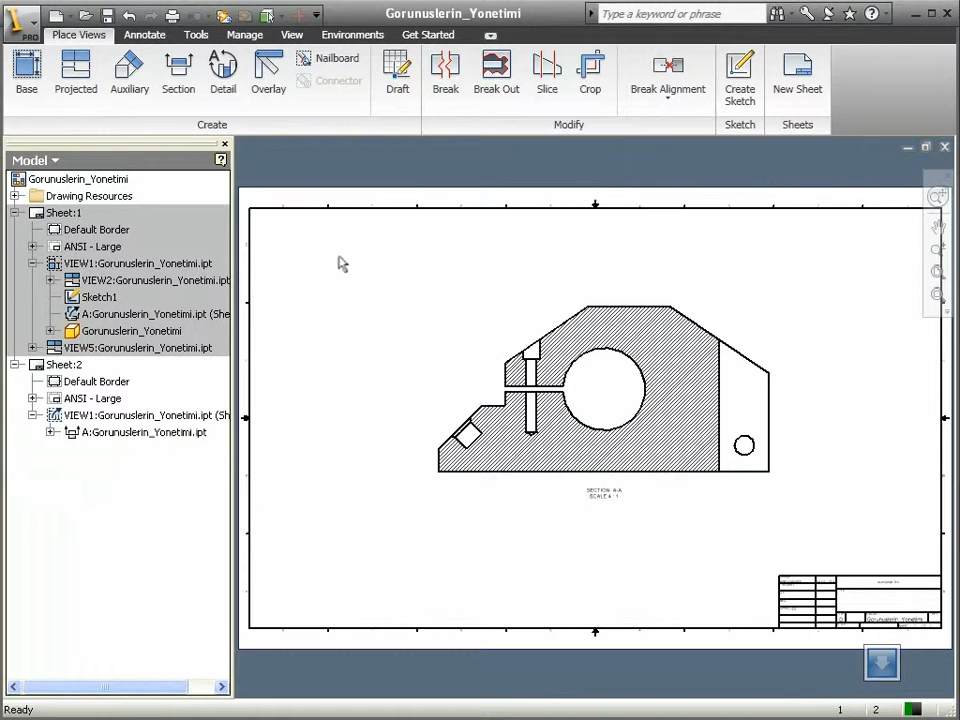 Gorunuslerin_Yonetimi
Type a keyword or phrase
PRO
Place Views
Annotate
Tools
Manage
View
Environments
Get Started
Base
Projected
Auxiliary
Section
Detail
Overlay
Nailboard
Connector
Draft
Break
Break Out
Slice
Crop
Break Alignment
Create
Sketch
New Sheet
Create
Modify
Sketch
Sheets
Model
Gorunuslerin_Yonetimi
Drawing Resources
Sheet:1
Default Border
ANSI - Large
VIEW1:Gorunuslerin_Yonetimi.ipt
VIEW2:Gorunuslerin_Yonetimi.ipt
Sketch1
A:Gorunuslerin_Yonetimi.ipt (She
Gorunuslerin_Yonetimi
VIEW5:Gorunuslerin_Yonetimi.ipt
Sheet:2
Default Border
ANSI - Large
VIEW1:Gorunuslerin_Yonetimi.ipt (Sh
A:Gorunuslerin_Yonetimi.ipt
SECTION A-A
Gorunuslerin_Yonetimi
Ready
1
2